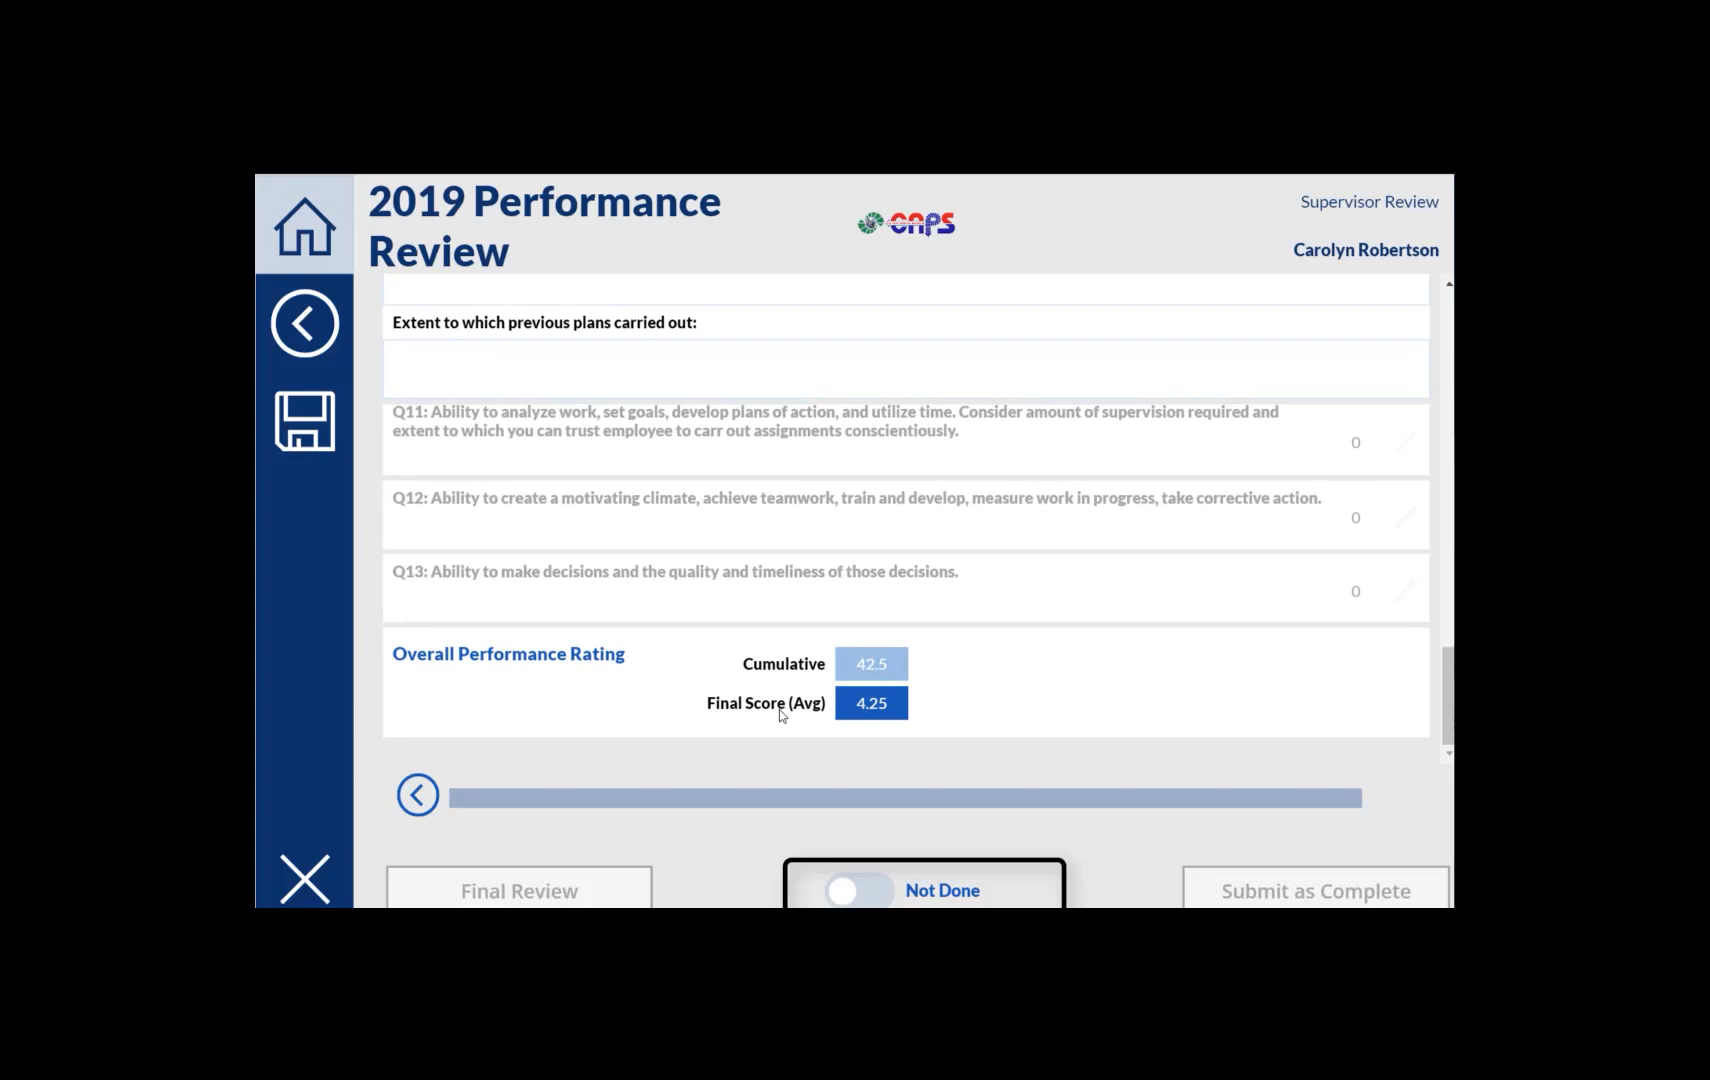 2019 Performance
Review
CAPS
Supervisor Review
Carolyn Robertson
Extent to which previous plans carried out:
Q11: Ability to analyze work, set goals, develop plans of action, and utilize time. Consider amount of supervision required and
extent to which you can trust employee to carr out assignments conscientiously.
0
Q12: Ability to create a motivating climate, achieve teamwork, train and develop, measure work in progress, take corrective action.
0
Q13: Ability to make decisions and the quality and timeliness of those decisions.
0
Overall Performance Rating
Cumulative 42.5
Final Score (Avg) 4.25
Final Review
Not Done
Submit as Complete